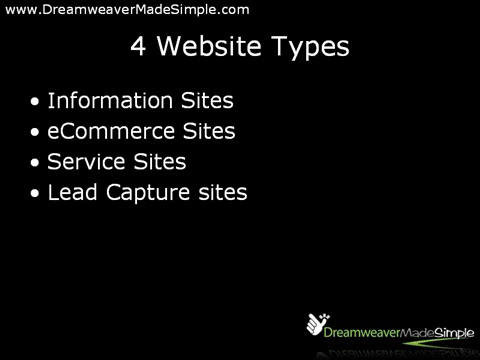 www.DreamweaverMadeSimple.com
4 Website Types
• Information Sites
• eCommerce Sites
• Service Sites
• Lead Capture sites
DreamweaverMadeSimple